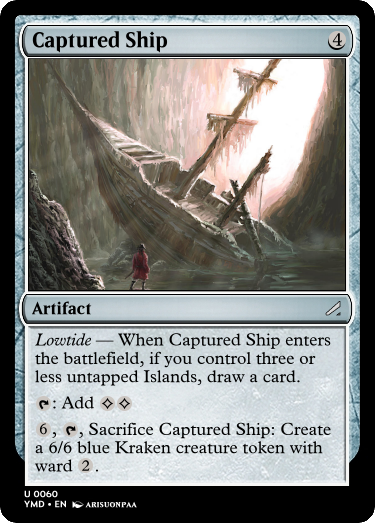 Captured Ship 4
Artifact
Lowtide — When Captured Ship enters
the battlefield, if you control three or
less untapped Islands, draw a card.
: Add
6, , Sacrifice Captured Ship: Create
a 6/6 blue Kraken creature token with
ward 2.
U 0060
YMD • EN ARISUONPAA